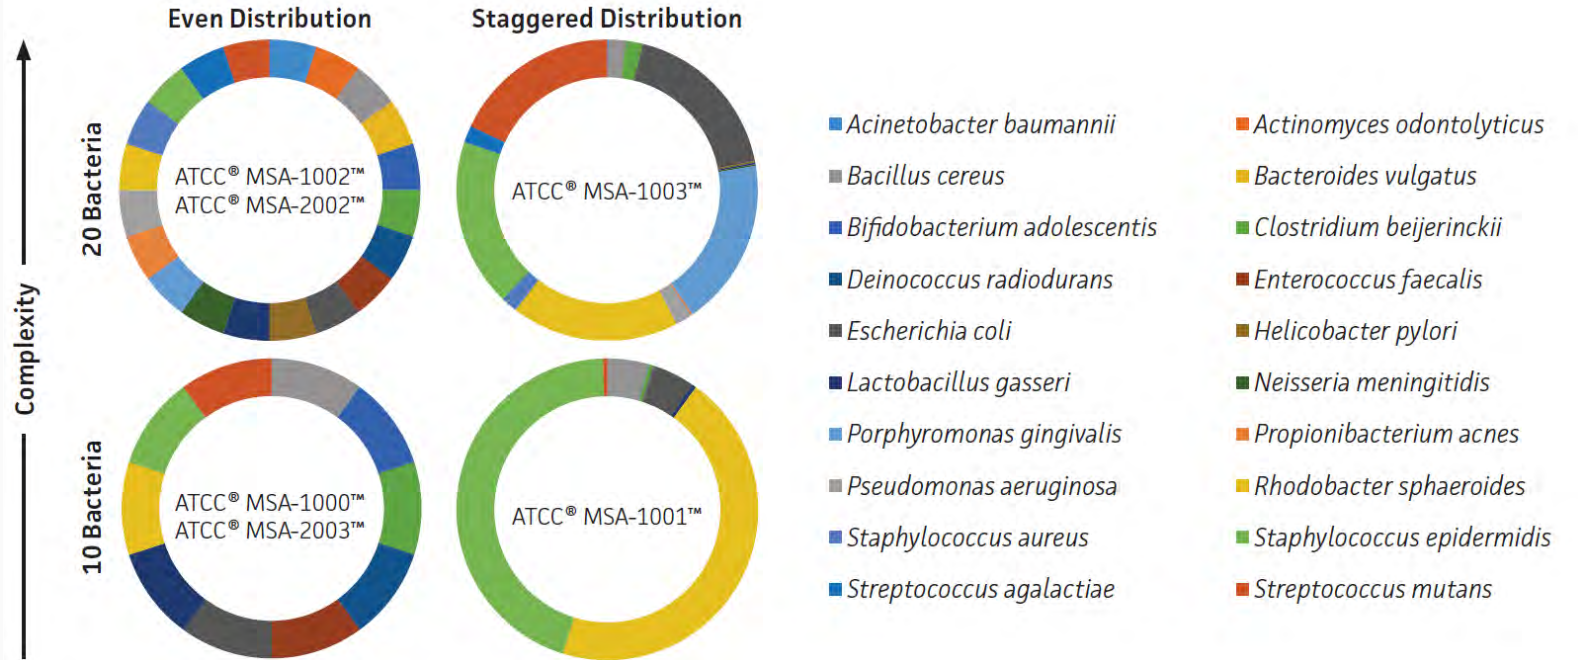 Even Distribution
Staggered Distribution
Complexity
20 Bacteria
ATCC® MSA-1002™
ATCC® MSA-2002™
ATCC® MSA-1003™
10 Bacteria
ATCC® MSA-1000™
ATCC® MSA-2003™
ATCC® MSA-1001™
Acinetobacter baumannii
Actinomyces odontolyticus
Bacillus cereus
Bacteroides vulgatus
Bifidobacterium adolescentis
Clostridium beijerinckii
Deinococcus radiodurans
Enterococcus faecalis
Escherichia coli
Helicobacter pylori
Lactobacillus gasseri
Neisseria meningitidis
Porphyromonas gingivalis
Propionibacterium acnes
Pseudomonas aeruginosa
Rhodobacter sphaeroides
Staphylococcus aureus
Staphylococcus epidermidis
Streptococcus agalactiae
Streptococcus mutans